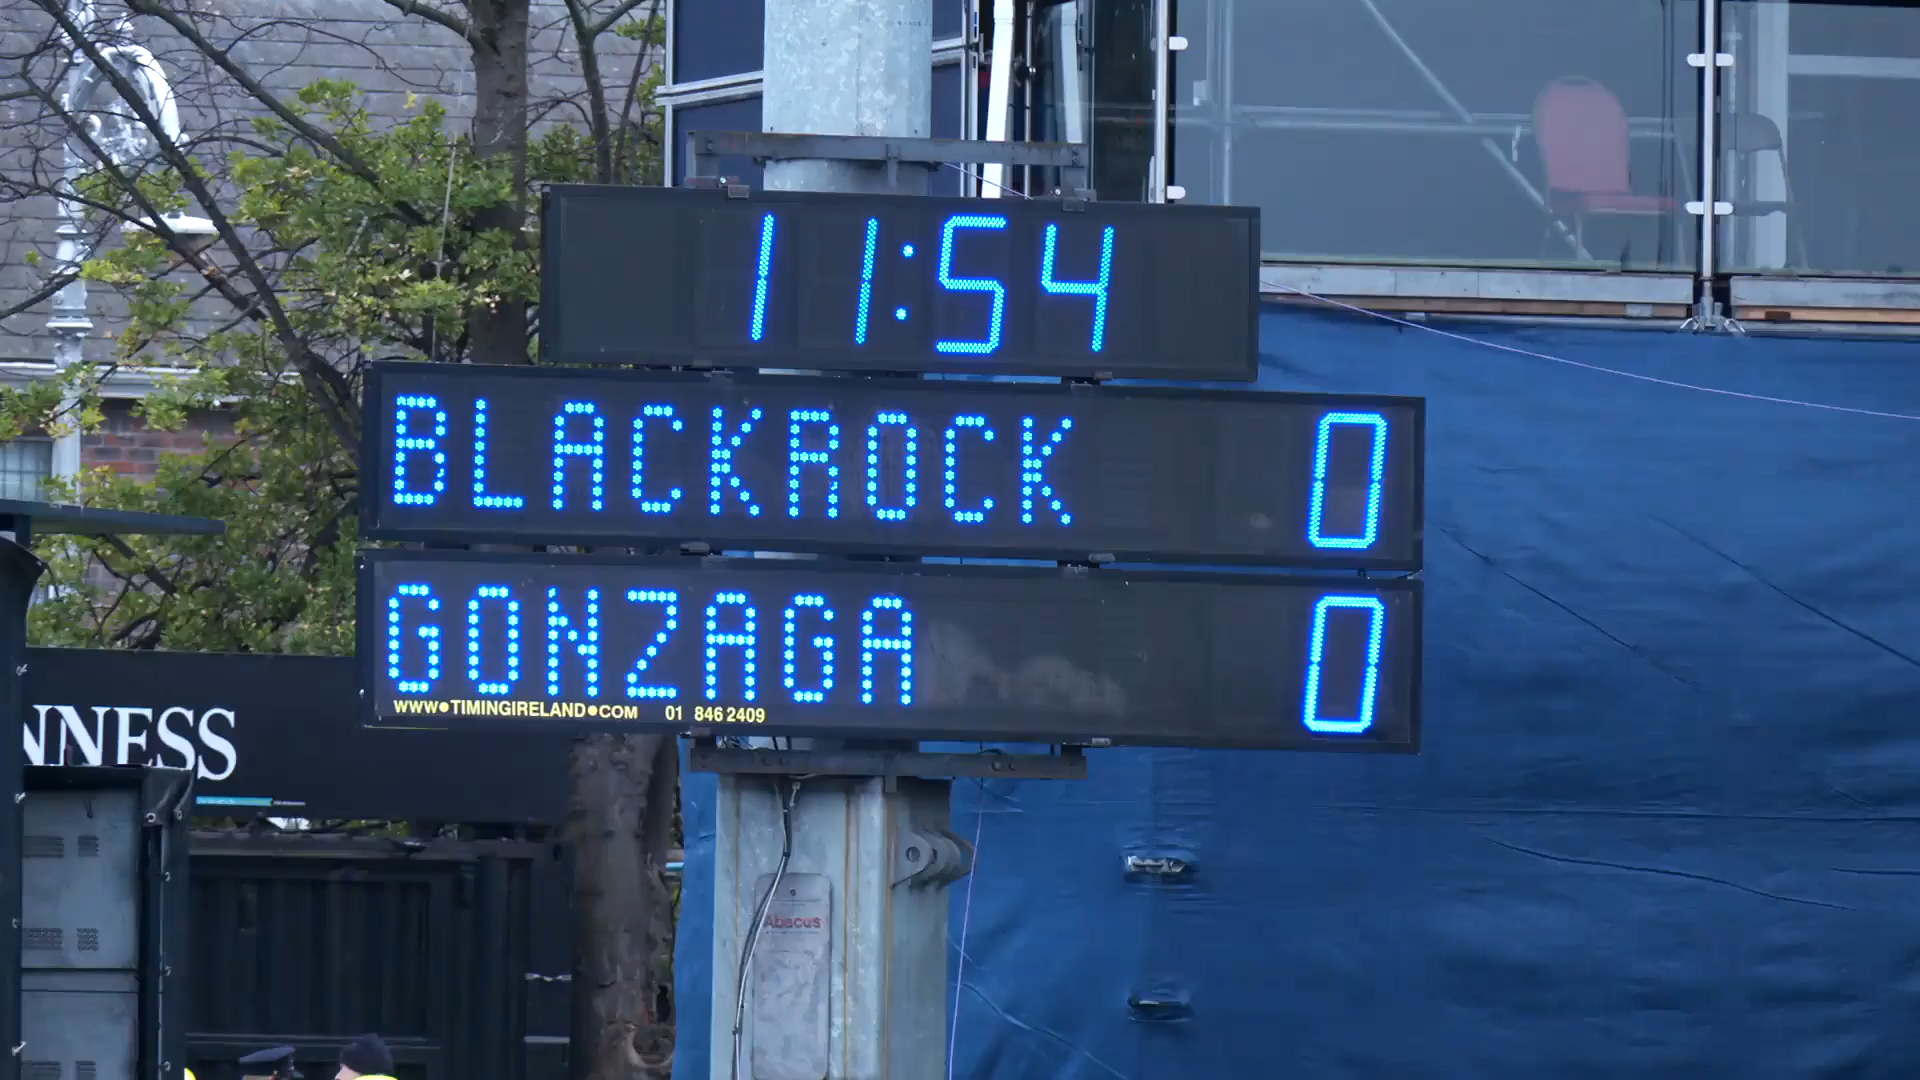 11:54
BLACKROCK 0
GONZAGA 0
WWW•TIMINGIRELAND•COM 01 846 2409
NNESS
Abacus